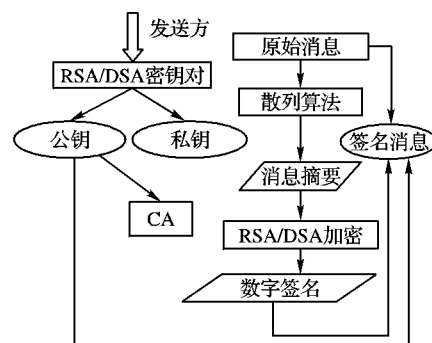 发送方
RSA/DSA密钥对
公钥
私钥
CA
原始消息
散列算法
消息摘要
RSA/DSA加密
数字签名
签名消息